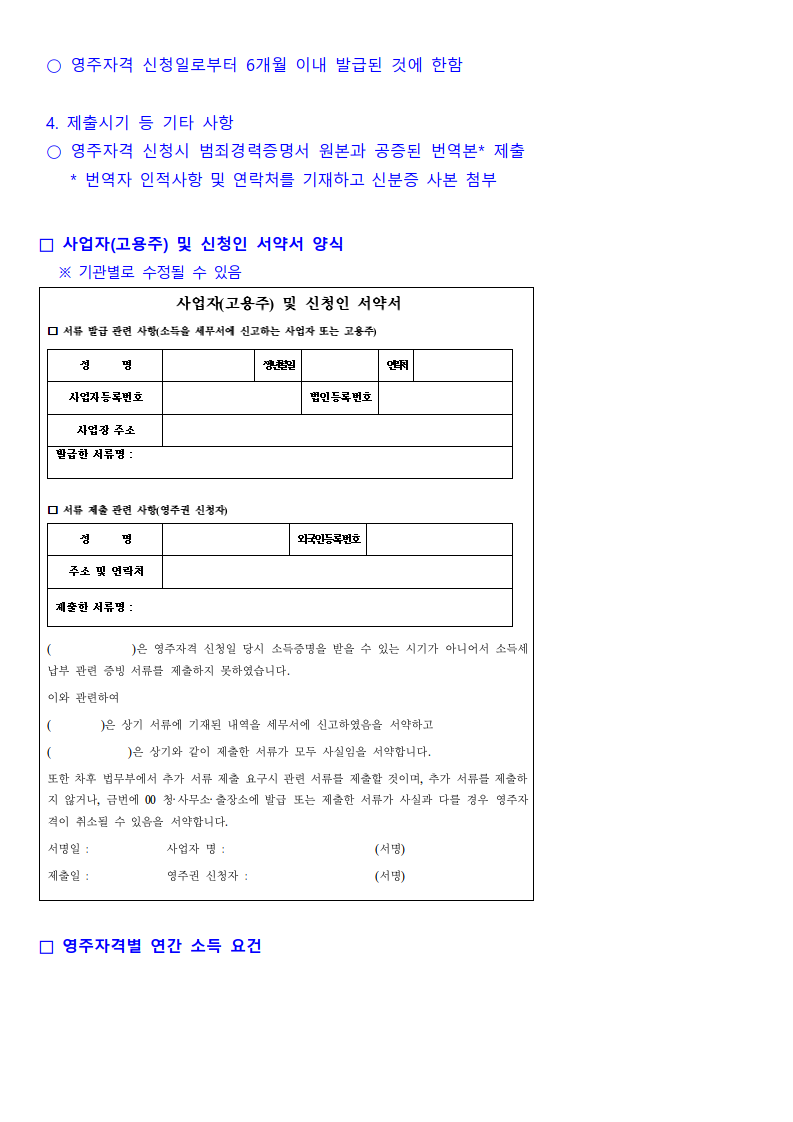 ○ 영주자격 신청일로부터 6개월 이내 발급된 것에 한함
4. 제출시기 등 기타 사항
○ 영주자격 신청시 범죄경력증명서 원본과 공증된 번역본* 제출
* 번역자 인적사항 및 연락처를 기재하고 신분증 사본 첨부
□ 사업자(고용주) 및 신청인 서약서 양식
※ 기관별로 수정될 수 있음
사업자(고용주) 및 신청인 서약서
□ 서류 발급 관련 사항(소득을 세무서에 신고하는 사업자 또는 고용주)
성 명 생년월일 연락처
사업자등록번호 법인등록번호
사업장 주소
발급한 서류명 :
□ 서류 제출 관련 사항(영주권 신청자)
성 명 외국인등록번호
주소 및 연락처
제출한 서류명 :
( )은 영주자격 신청일 당시 소득증명을 받을 수 있는 시기가 아니어서 소득세
납부 관련 증빙 서류를 제출하지 못하였습니다.
이와 관련하여
( )은 상기 서류에 기재된 내역을 세무서에 신고하였음을 서약하고
( )은 상기와 같이 제출한 서류가 모두 사실임을 서약합니다.
또한 차후 법무부에서 추가 서류 제출 요구시 관련 서류를 제출할 것이며, 추가 서류를 제출하
지 않거나, 금번에 00 청·사무소·출장소에 발급 또는 제출한 서류가 사실과 다를 경우 영주자
격이 취소될 수 있음을 서약합니다.
서명일 : 사업자 명 : (서명)
제출일 : 영주권 신청자 : (서명)
□ 영주자격별 연간 소득 요건